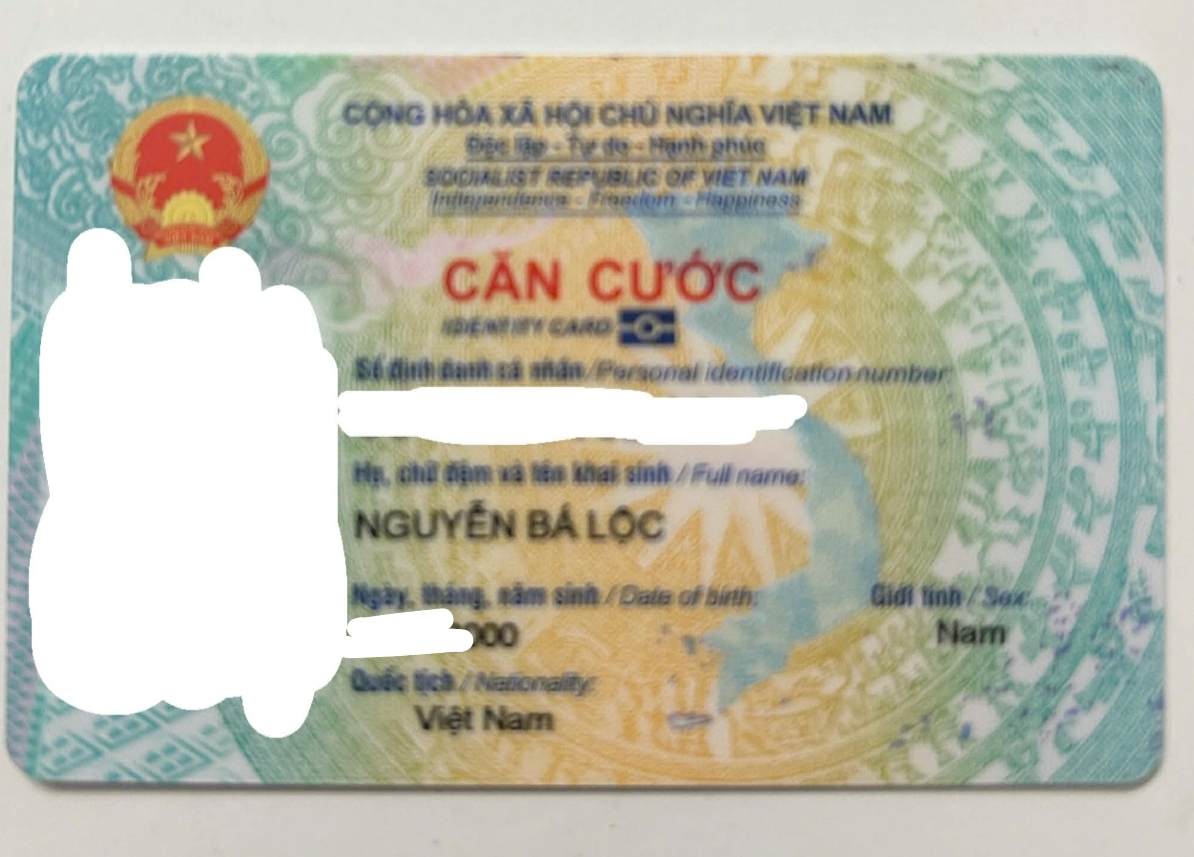 CỘNG HÒA XÃ HỘI CHỦ NGHĨA VIỆT NAM
Độc lập - Tự do - Hạnh phúc
SOCIALIST REPUBLIC OF VIET NAM
Independence - Freedom - Happiness
CĂN CƯỚC
IDENTITY CARD
Số định danh cá nhân / Personal identification number
Họ, chữ đệm và tên khai sinh / Full name:
NGUYỄN BÁ LỘC
Ngày, tháng, năm sinh / Date of birth: Giới tính / Sex:
000 Nam
Quốc tịch / Nationality:
Việt Nam